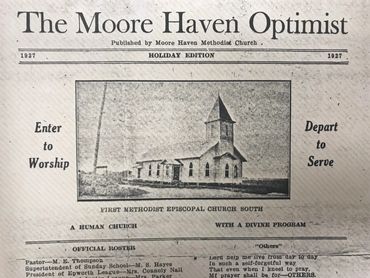 The Moore Haven Optimist
Published by Moore Haven Methodist Church .
1927 HOLIDAY EDITION 1927
Enter
to
Worship
Depart
to
Serve
FIRST METHODIST EPISCOPAL CHURCH, SOUTH
A HUMAN CHURCH WITH A DIVINE PROGRAM
OFFICIAL ROSTER
Pastor—M. E. Thompson
Superintendent of Sunday School—M. S. Hayes
President of Epworth League—Mrs. Connoly Nall
Mrs. Parker
"Others"
Lord help me live from day to day
In such a self-forgetful way
That even when I kneel to pray,
My prayer shall be for—OTHERS.